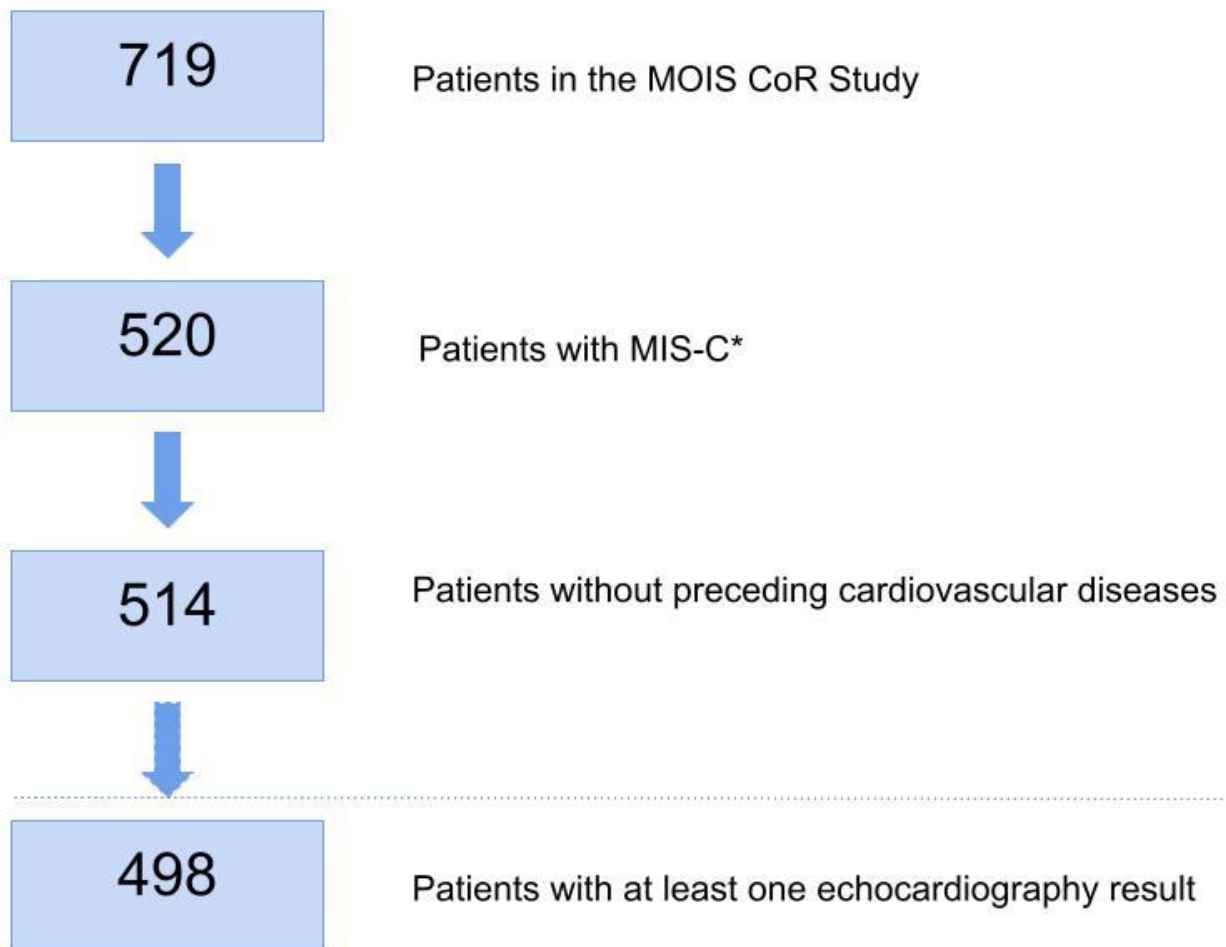 719
Patients in the MOIS CoR Study
520
Patients with MIS-C*
514
Patients without preceding cardiovascular diseases
498
Patients with at least one echocardiography result